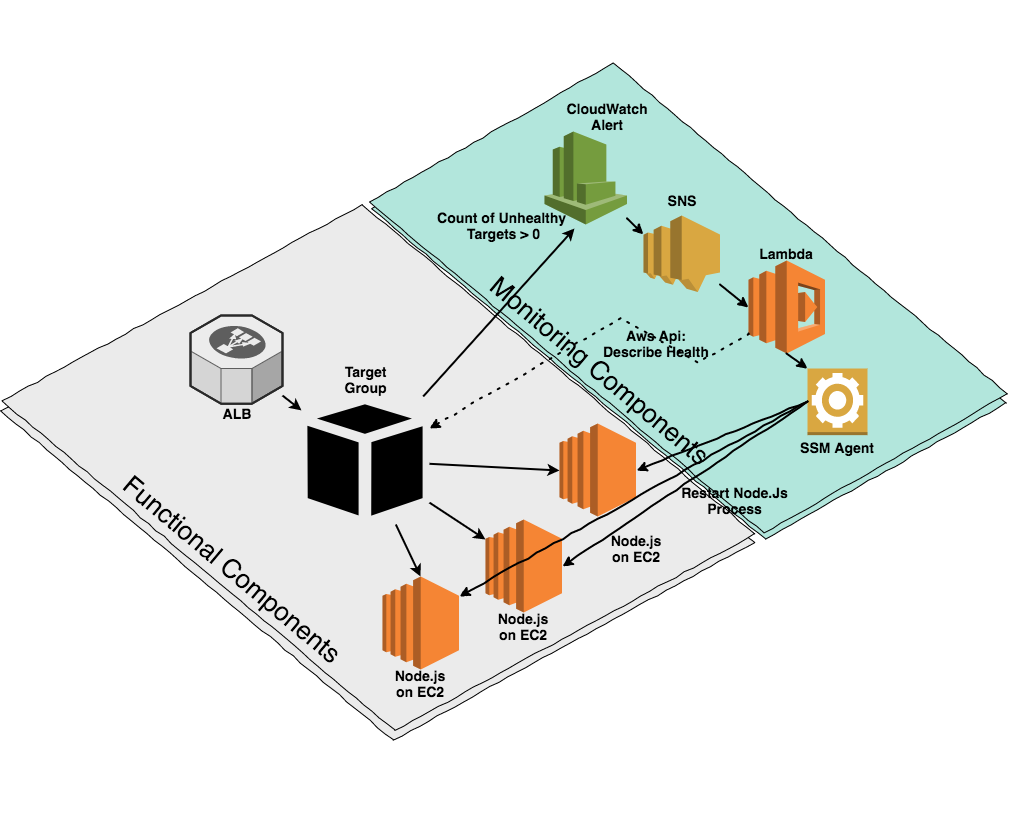 CloudWatch
Alert
SNS
Count of Unhealthy
Targets > 0
Lambda
Monitoring Components
Aws Api:
Describe Health
Target
Group
ALB
SSM Agent
Functional Components
Restart Node.Js
Process
Node.js
on EC2
Node.js
on EC2
Node.js
on EC2